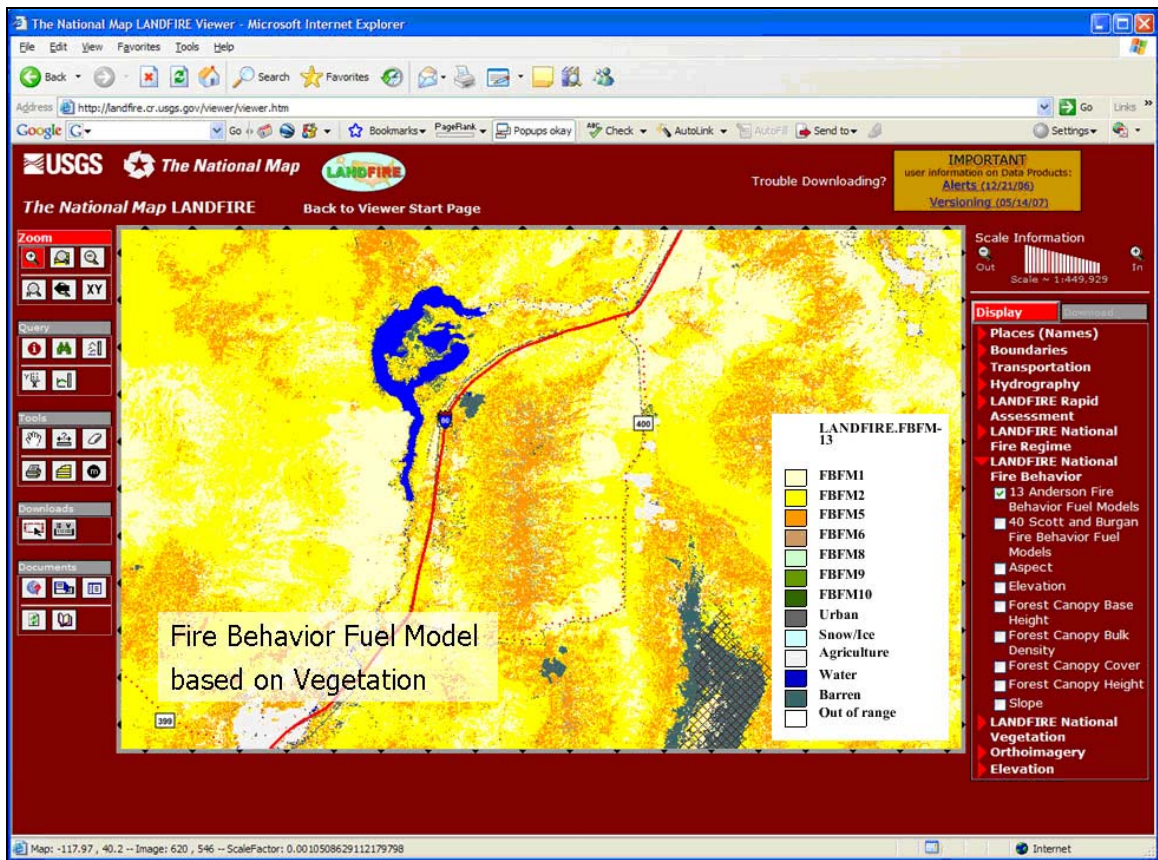 The National Map LANDFIRE Viewer - Microsoft Internet Explorer
File Edit View Favorites Tools Help
Back Search Favorites
Address http://landfire.cr.usgs.gov/viewer/viewer.htm Go Links »
Google G Go Bookmarks PageRank Popups okay ABC Check AutoLink AutoFill Send to Settings
USGS The National Map LANDFIRE
Trouble Downloading?
IMPORTANT
user information on Data Products:
Alerts (12/21/06)
Versioning (05/14/07)
The National Map LANDFIRE Back to Viewer Start Page
Zoom
XY
Query
Tools
Downloads
Documents
80
400
399
Fire Behavior Fuel Model
based on Vegetation
LANDFIRE.FBFM-
13
FBFM1
FBFM2
FBFM5
FBFM6
FBFM8
FBFM9
FBFM10
Urban
Snow/Ice
Agriculture
Water
Barren
Out of range
Scale Information
Out In
Scale ~ 1:449,929
Display Download
Places (Names)
Boundaries
Transportation
Hydrography
LANDFIRE Rapid
Assessment
LANDFIRE National
Fire Regime
LANDFIRE National
Fire Behavior
13 Anderson Fire
Behavior Fuel Models
40 Scott and Burgan
Fire Behavior Fuel
Models
Aspect
Elevation
Forest Canopy Base
Height
Forest Canopy Bulk
Density
Forest Canopy Cover
Forest Canopy Height
Slope
LANDFIRE National
Vegetation
Orthoimagery
Elevation
Map: -117.97 , 40.2 -- Image: 620 , 546 -- ScaleFactor: 0.0010508629112179798
Internet